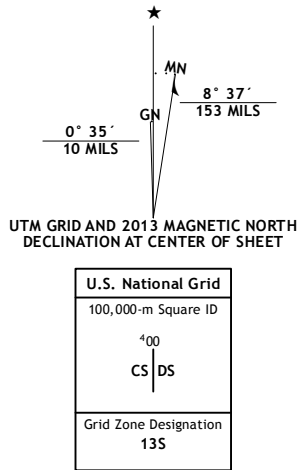 ★
MN
GN
8° 37´
153 MILS
0° 35´
10 MILS
UTM GRID AND 2013 MAGNETIC NORTH
DECLINATION AT CENTER OF SHEET
U.S. National Grid
100,000-m Square ID
⁴00
CS DS
Grid Zone Designation
13S